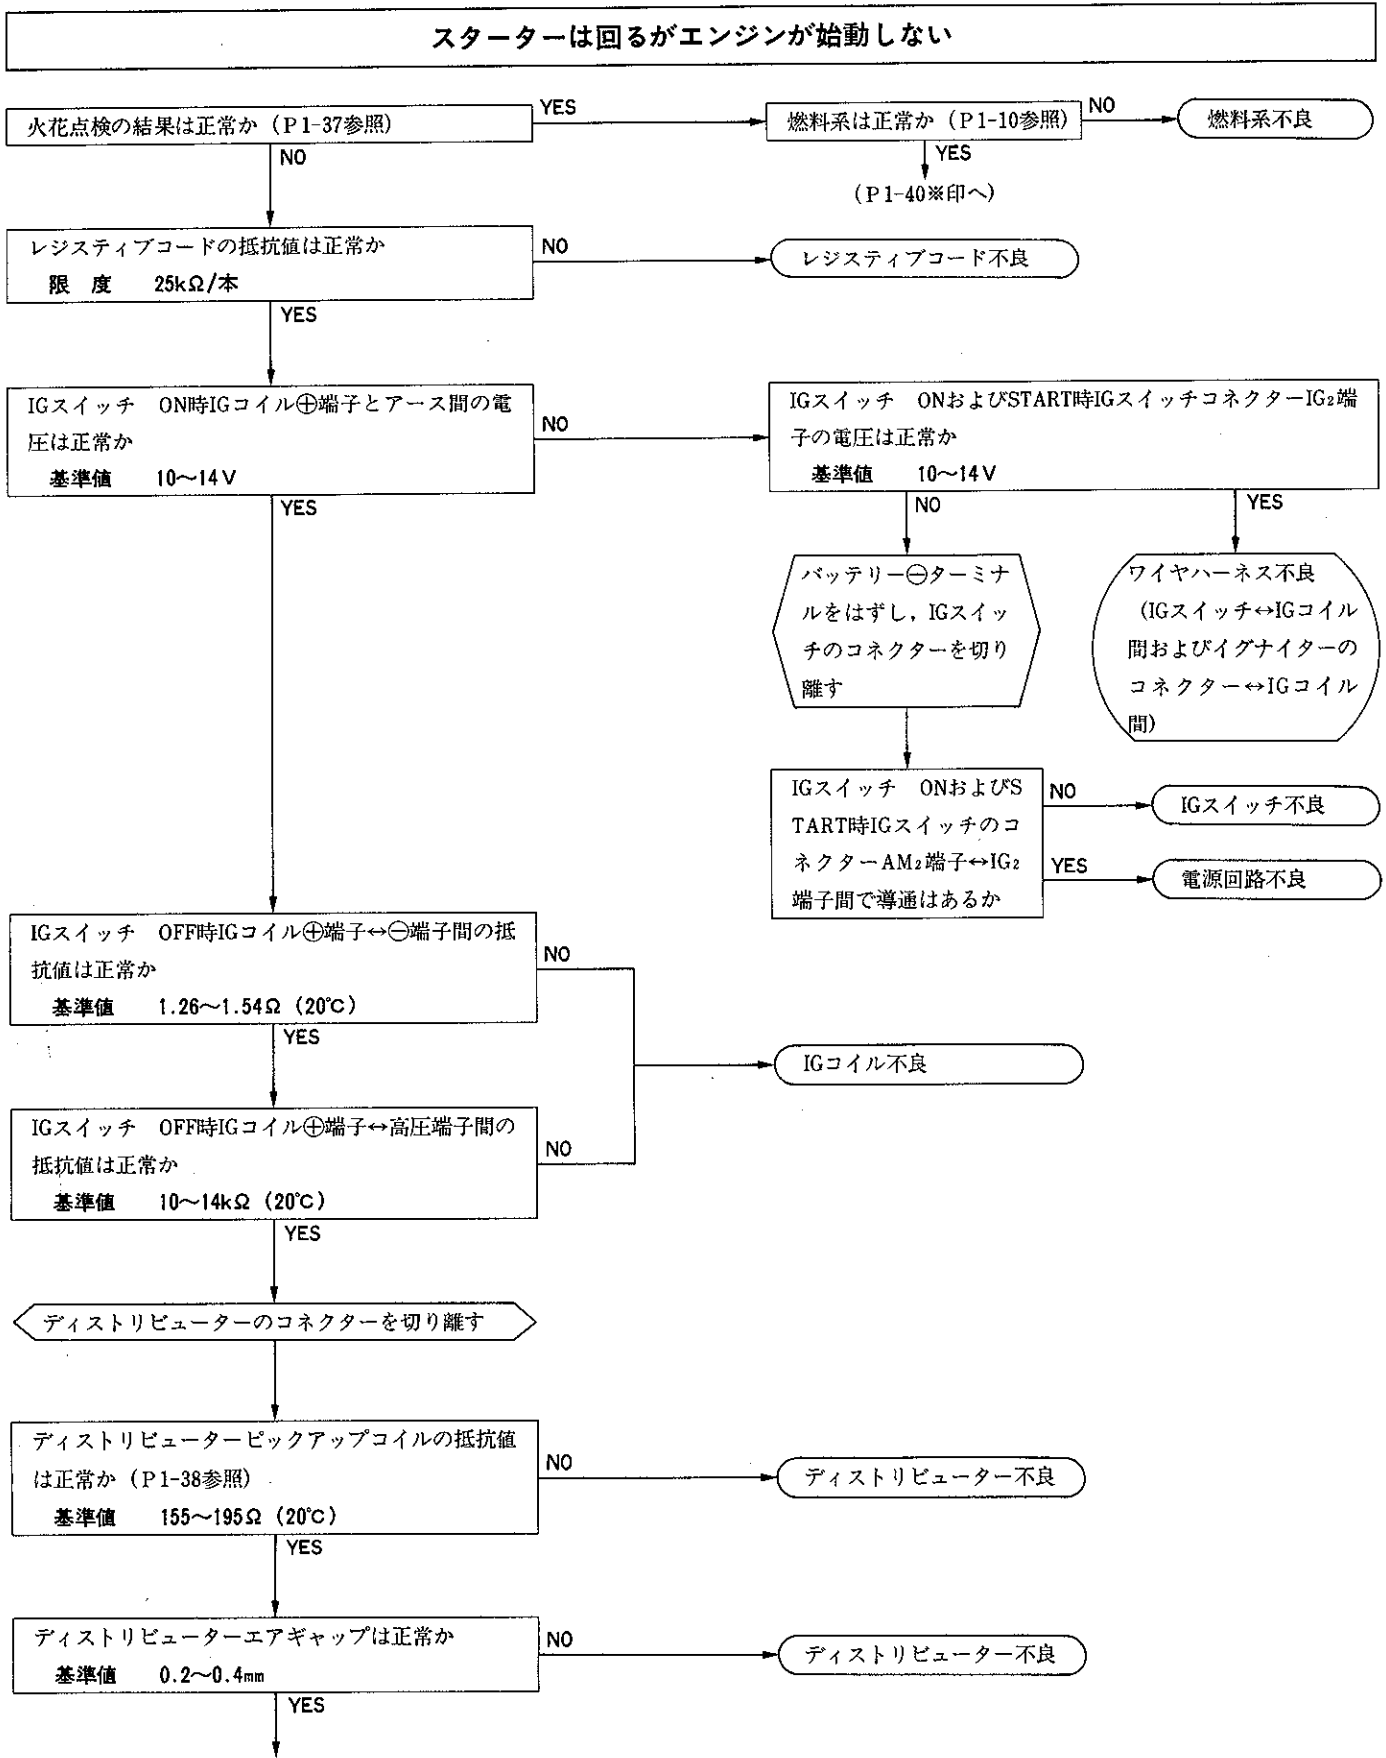 スターターは回るがエンジンが始動しない
火花点検の結果は正常か（P1-37参照）
YES
燃料系は正常か（P1-10参照）
NO
燃料系不良
NO
YES
（P1-40※印へ）
レジスティブコードの抵抗値は正常か
限　度　　25kΩ/本
NO
レジスティブコード不良
YES
IGスイッチ　ON時IGコイル⊕端子とアース間の電
圧は正常か
基準値　　10～14V
NO
IGスイッチ　ONおよびSTART時IGスイッチコネクターIG₂端
子の電圧は正常か
基準値　　10～14V
YES
NO
YES
バッテリー⊖ターミナ
ルをはずし，IGスイッ
チのコネクターを切り
離す
ワイヤハーネス不良
（IGスイッチ↔IGコイル
間およびイグナイターの
コネクター↔IGコイル
間）
IGスイッチ　ONおよびS
TART時IGスイッチのコ
ネクターAM₂端子↔IG₂
端子間で導通はあるか
NO
IGスイッチ不良
YES
電源回路不良
IGスイッチ　OFF時IGコイル⊕端子↔⊖端子間の抵
抗値は正常か
基準値　　1.26～1.54Ω（20℃）
NO
YES
IGコイル不良
IGスイッチ　OFF時IGコイル⊕端子↔高圧端子間の
抵抗値は正常か
基準値　　10～14kΩ（20℃）
NO
YES
ディストリビューターのコネクターを切り離す
ディストリビューターピックアップコイルの抵抗値
は正常か（P1-38参照）
基準値　　155～195Ω（20℃）
NO
ディストリビューター不良
YES
ディストリビューターエアギャップは正常か
基準値　　0.2～0.4mm
NO
ディストリビューター不良
YES